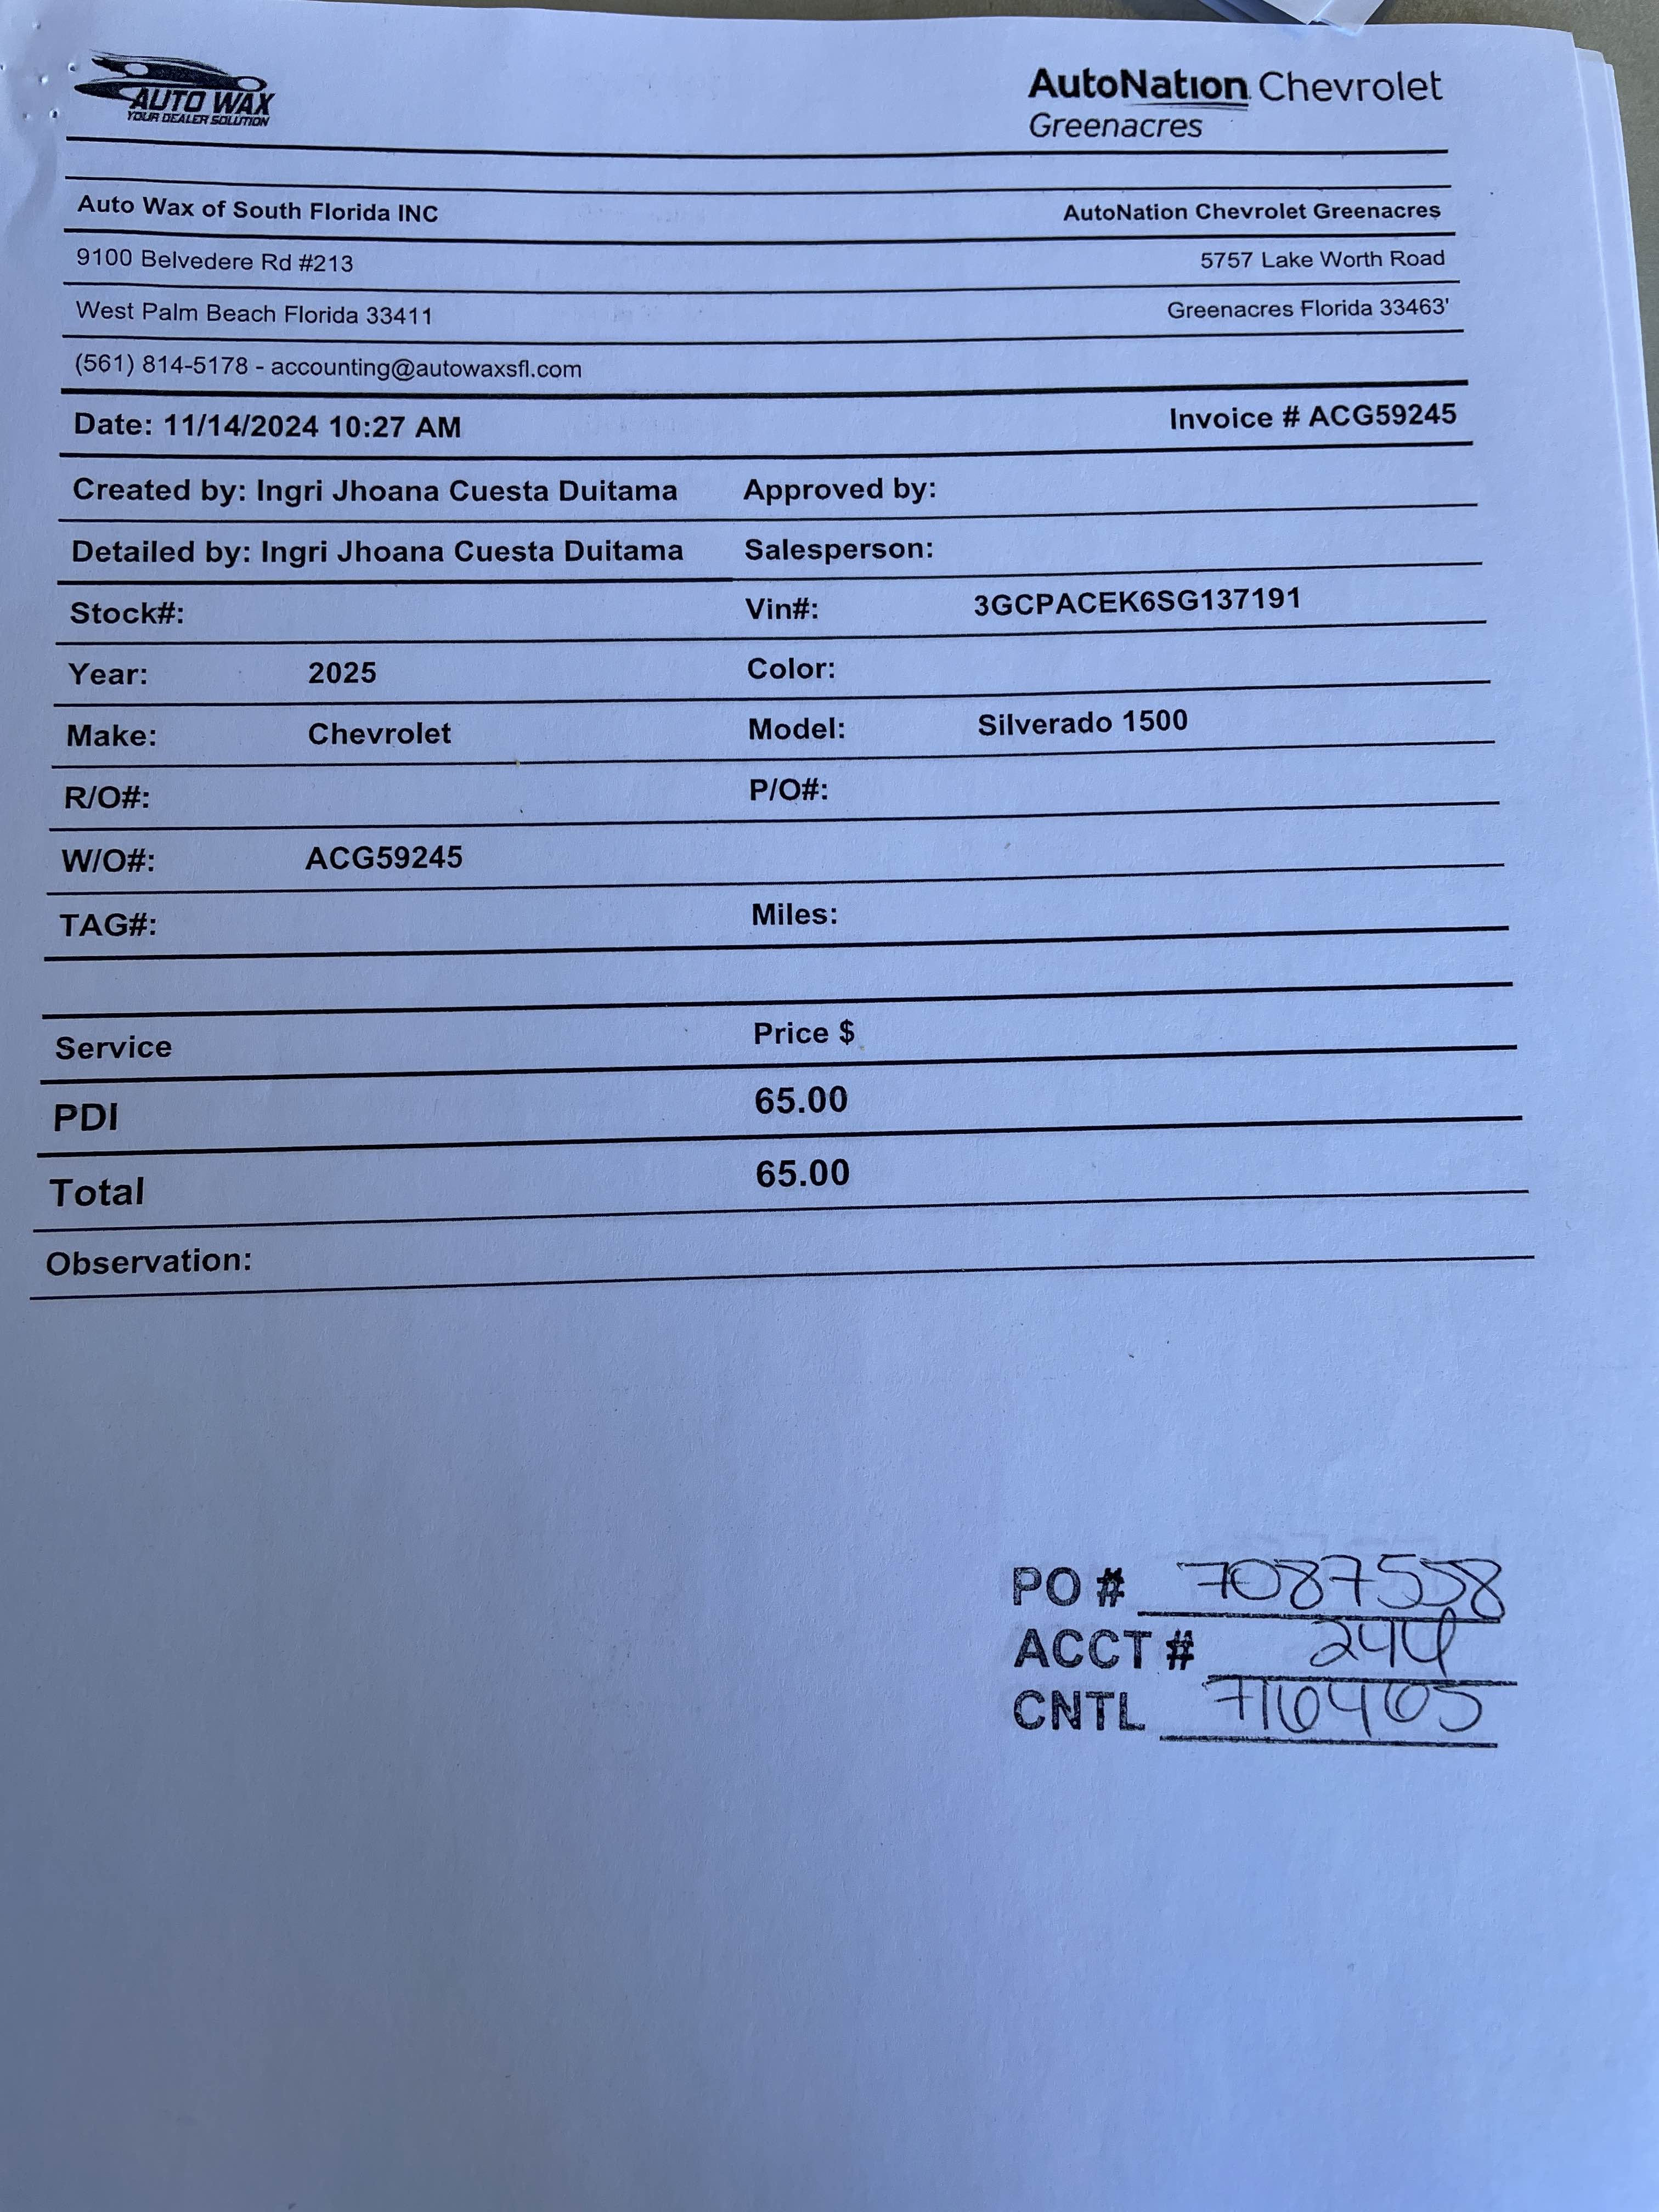 AUTO WAX
YOUR DEALER SOLUTION
AutoNation Chevrolet
Greenacres
Auto Wax of South Florida INC AutoNation Chevrolet Greenacres
9100 Belvedere Rd #213 5757 Lake Worth Road
West Palm Beach Florida 33411 Greenacres Florida 33463'
(561) 814-5178 - accounting@autowaxsfl.com
Date: 11/14/2024 10:27 AM Invoice # ACG59245
Created by: Ingri Jhoana Cuesta Duitama Approved by:
Detailed by: Ingri Jhoana Cuesta Duitama Salesperson:
Stock#: Vin#: 3GCPACEK6SG137191
Year: 2025 Color:
Make: Chevrolet Model: Silverado 1500
R/O#: P/O#:
W/O#: ACG59245
TAG#: Miles:
Service Price $
PDI 65.00
Total 65.00
Observation:
PO # 7087558
ACCT # 244
CNTL 716465